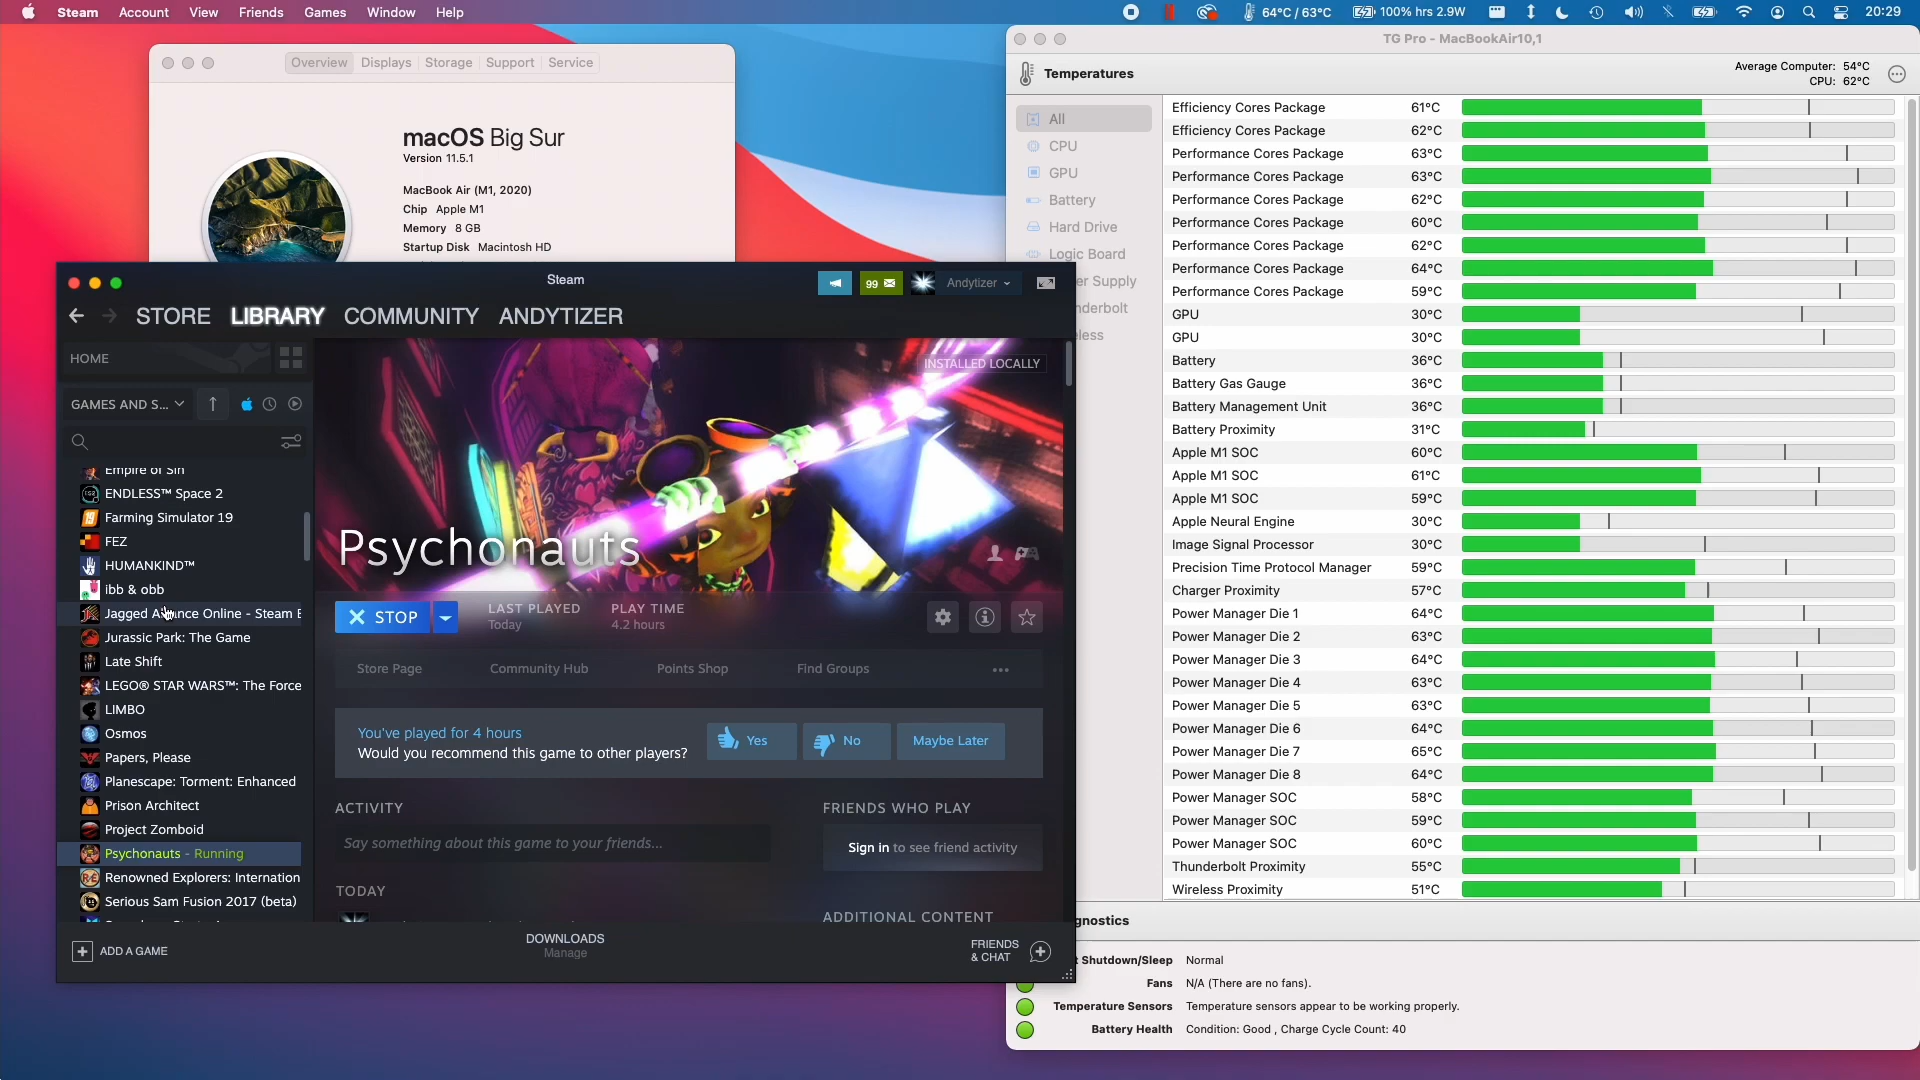 Steam Account View Friends Games Window Help
64°C / 63°C 100% hrs 2.9W 20:29
Overview Displays Storage Support Service
macOS Big Sur
Version 11.5.1
MacBook Air (M1, 2020)
Chip Apple M1
Memory 8 GB
Startup Disk Macintosh HD
Steam
99
Andytizer
STORE LIBRARY COMMUNITY ANDYTIZER
HOME
GAMES AND S...
Empire of Sin
ENDLESS™ Space 2
Farming Simulator 19
FEZ
HUMANKIND™
ibb & obb
Jagged Online - Steam E
Jurassic Park: The Game
Late Shift
LEGO® STAR WARS™: The Force
LIMBO
Osmos
Papers, Please
Planescape: Torment: Enhanced
Prison Architect
Project Zomboid
Psychonauts - Running
Renowned Explorers: Internation
Serious Sam Fusion 2017 (beta)
ADD A GAME
INSTALLED LOCALLY
Psychonauts
STOP
LAST PLAYED
Today
PLAY TIME
4.2 hours
Store Page Community Hub Points Shop Find Groups
You've played for 4 hours
Would you recommend this game to other players?
Yes No Maybe Later
ACTIVITY
Say something about this game to your friends...
TODAY
FRIENDS WHO PLAY
Sign in to see friend activity
ADDITIONAL CONTENT
DOWNLOADS
Manage
FRIENDS
& CHAT
TG Pro - MacBookAir10,1
Temperatures
Average Computer: 54°C
CPU: 62°C
All
CPU
GPU
Battery
Hard Drive
Logic Board
er Supply
nderbolt
less
Efficiency Cores Package 61°C
Efficiency Cores Package 62°C
Performance Cores Package 63°C
Performance Cores Package 63°C
Performance Cores Package 62°C
Performance Cores Package 60°C
Performance Cores Package 62°C
Performance Cores Package 64°C
Performance Cores Package 59°C
GPU 30°C
GPU 30°C
Battery 36°C
Battery Gas Gauge 36°C
Battery Management Unit 36°C
Battery Proximity 31°C
Apple M1 SOC 60°C
Apple M1 SOC 61°C
Apple M1 SOC 59°C
Apple Neural Engine 30°C
Image Signal Processor 30°C
Precision Time Protocol Manager 59°C
Charger Proximity 57°C
Power Manager Die 1 64°C
Power Manager Die 2 63°C
Power Manager Die 3 64°C
Power Manager Die 4 63°C
Power Manager Die 5 63°C
Power Manager Die 6 64°C
Power Manager Die 7 65°C
Power Manager Die 8 64°C
Power Manager SOC 58°C
Power Manager SOC 59°C
Power Manager SOC 60°C
Thunderbolt Proximity 55°C
Wireless Proximity 51°C
gnostics
t Shutdown/Sleep Normal
Fans N/A (There are no fans).
Temperature Sensors Temperature sensors appear to be working properly.
Battery Health Condition: Good , Charge Cycle Count: 40